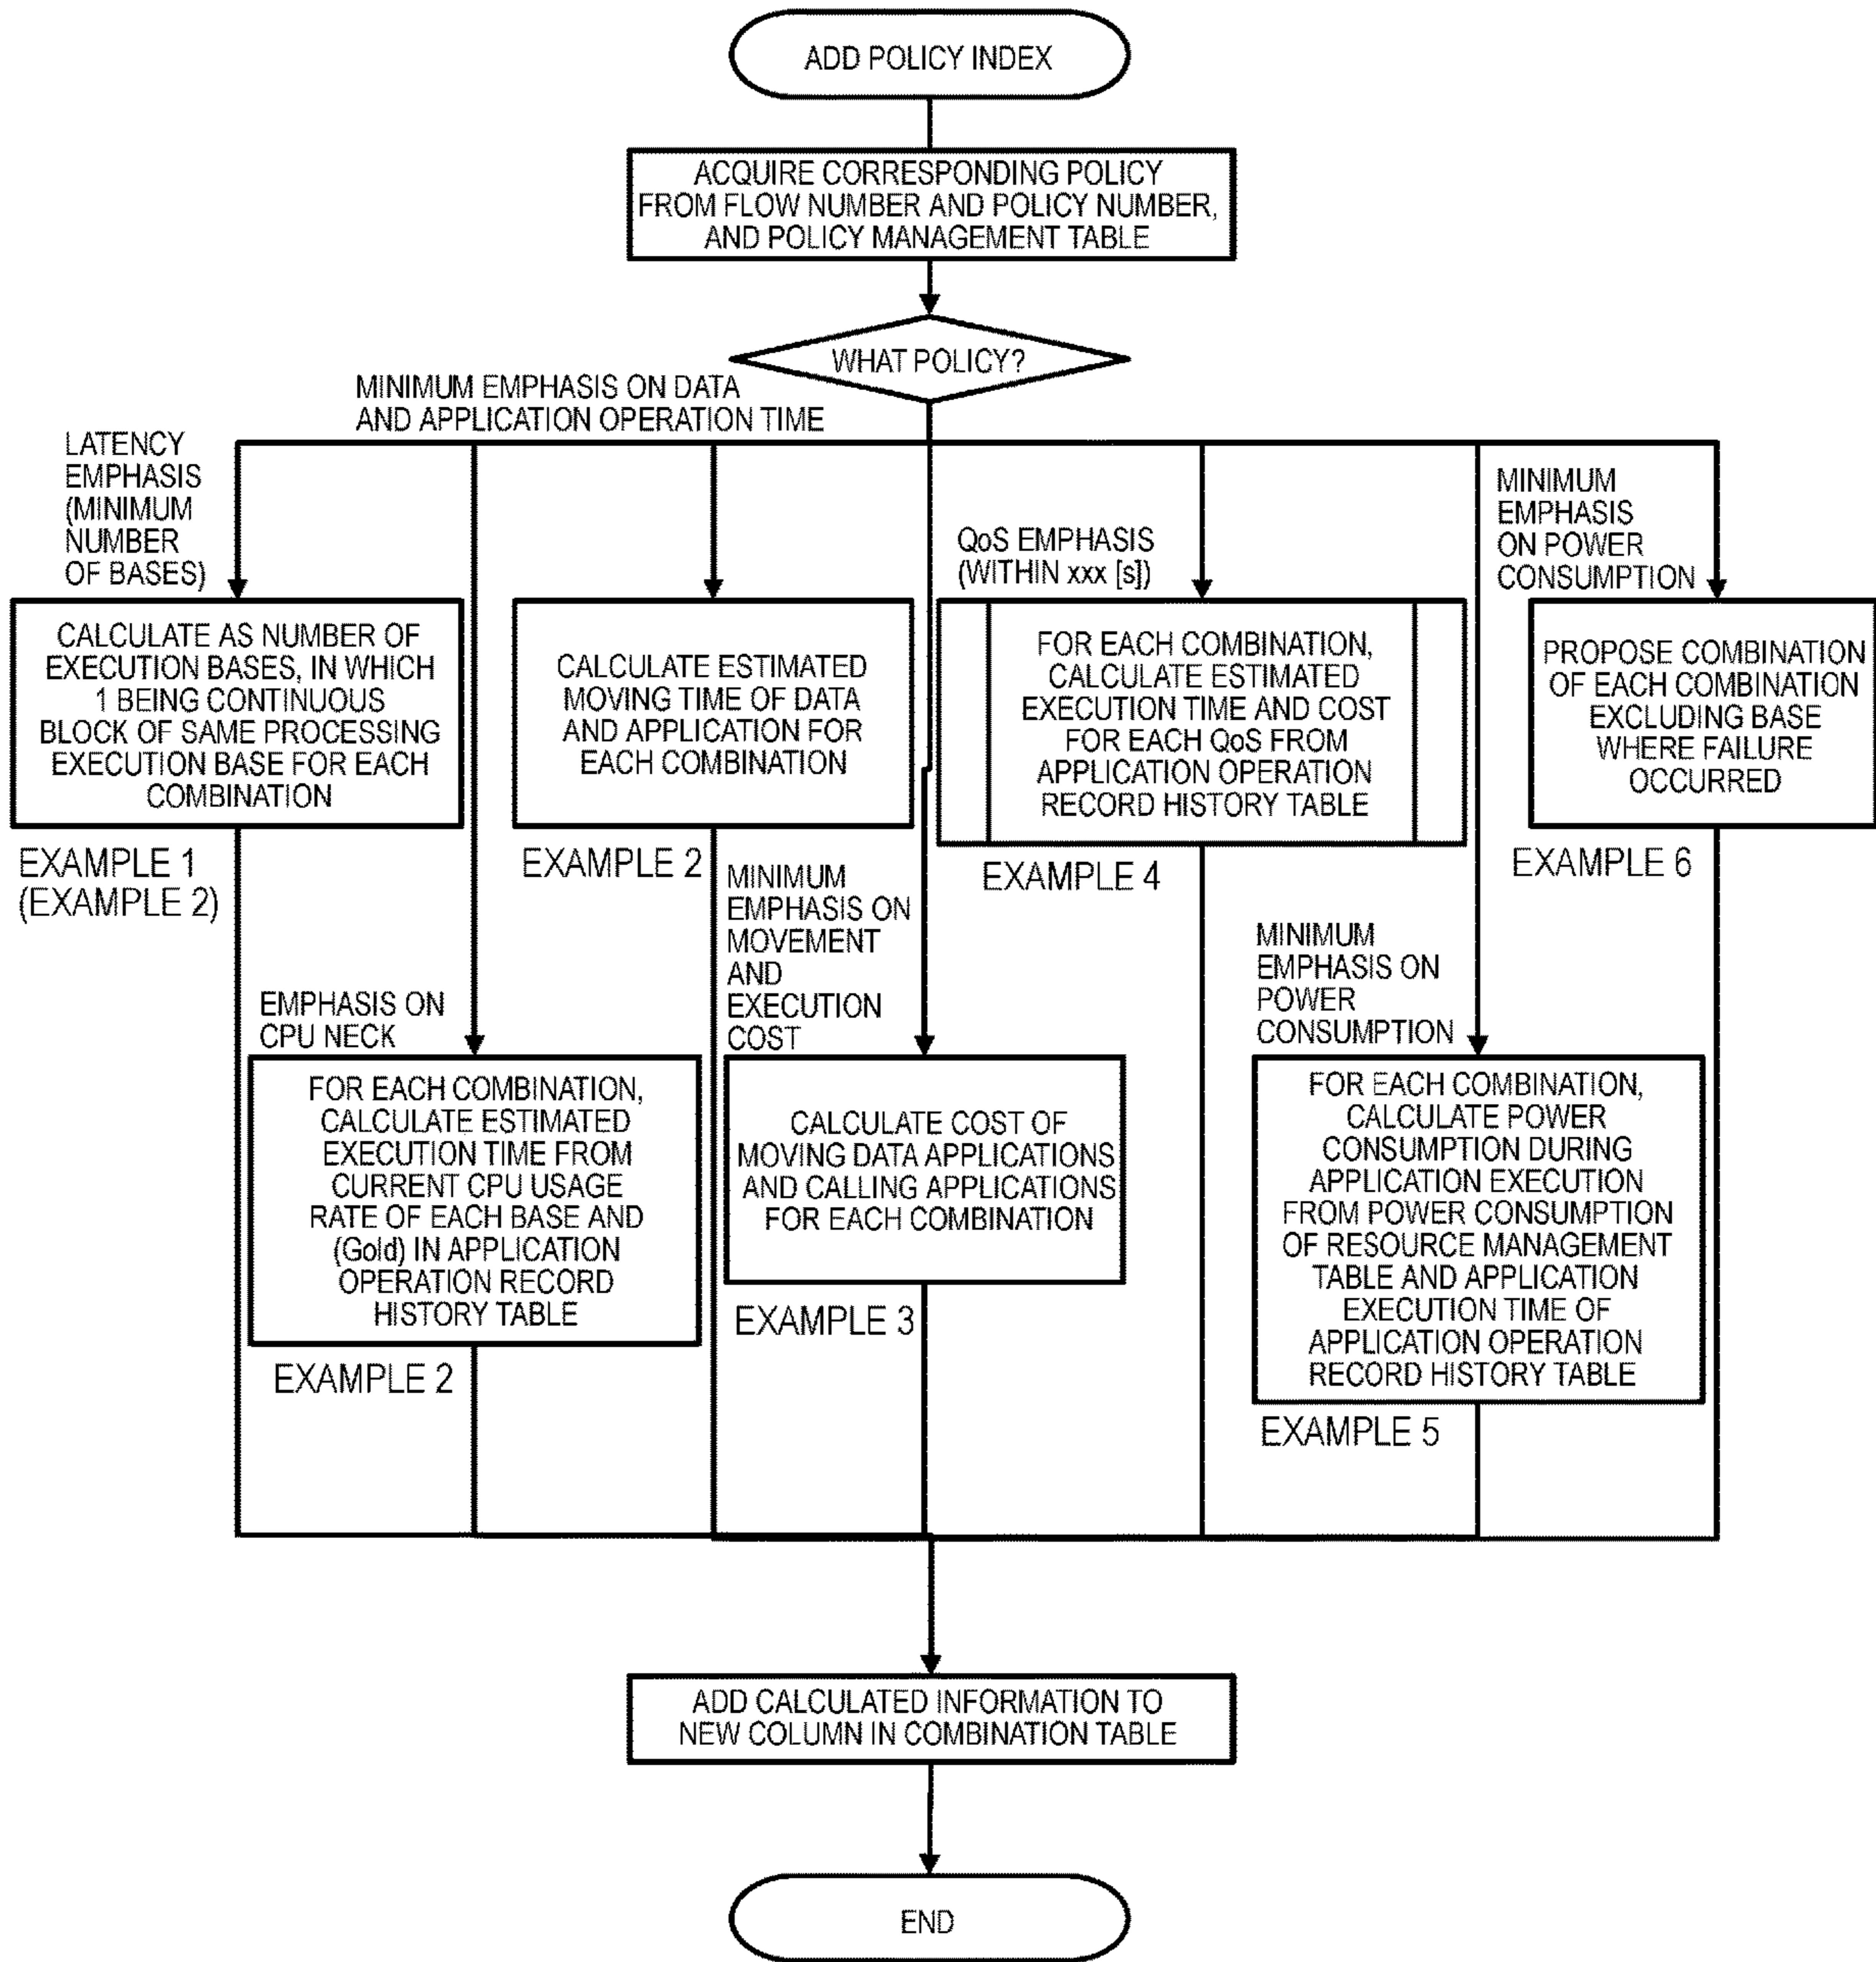 ADD POLICY INDEX
ACQUIRE CORRESPONDING POLICY
FROM FLOW NUMBER AND POLICY NUMBER,
AND POLICY MANAGEMENT TABLE
WHAT POLICY?
MINIMUM EMPHASIS ON DATA
AND APPLICATION OPERATION TIME
LATENCY
EMPHASIS
(MINIMUM
NUMBER
OF BASES)
CALCULATE AS NUMBER OF
EXECUTION BASES, IN WHICH
1 BEING CONTINUOUS
BLOCK OF SAME PROCESSING
EXECUTION BASE FOR EACH
COMBINATION
EXAMPLE 1
(EXAMPLE 2)
CALCULATE ESTIMATED
MOVING TIME OF DATA
AND APPLICATION FOR
EACH COMBINATION
EXAMPLE 2
QoS EMPHASIS
(WITHIN xxx [s])
FOR EACH COMBINATION,
CALCULATE ESTIMATED
EXECUTION TIME AND COST
FOR EACH QoS FROM
APPLICATION OPERATION
RECORD HISTORY TABLE
EXAMPLE 4
MINIMUM
EMPHASIS
ON POWER
CONSUMPTION
PROPOSE COMBINATION
OF EACH COMBINATION
EXCLUDING BASE
WHERE FAILURE
OCCURRED
EXAMPLE 6
EMPHASIS ON
CPU NECK
FOR EACH COMBINATION,
CALCULATE ESTIMATED
EXECUTION TIME FROM
CURRENT CPU USAGE
RATE OF EACH BASE AND
(Gold) IN APPLICATION
OPERATION RECORD
HISTORY TABLE
EXAMPLE 2
MINIMUM
EMPHASIS ON
MOVEMENT
AND
EXECUTION
COST
CALCULATE COST OF
MOVING DATA APPLICATIONS
AND CALLING APPLICATIONS
FOR EACH COMBINATION
EXAMPLE 3
MINIMUM
EMPHASIS ON
POWER
CONSUMPTION
FOR EACH COMBINATION,
CALCULATE POWER
CONSUMPTION DURING
APPLICATION EXECUTION
FROM POWER CONSUMPTION
OF RESOURCE MANAGEMENT
TABLE AND APPLICATION
EXECUTION TIME OF
APPLICATION OPERATION
RECORD HISTORY TABLE
EXAMPLE 5
ADD CALCULATED INFORMATION TO
NEW COLUMN IN COMBINATION TABLE
END